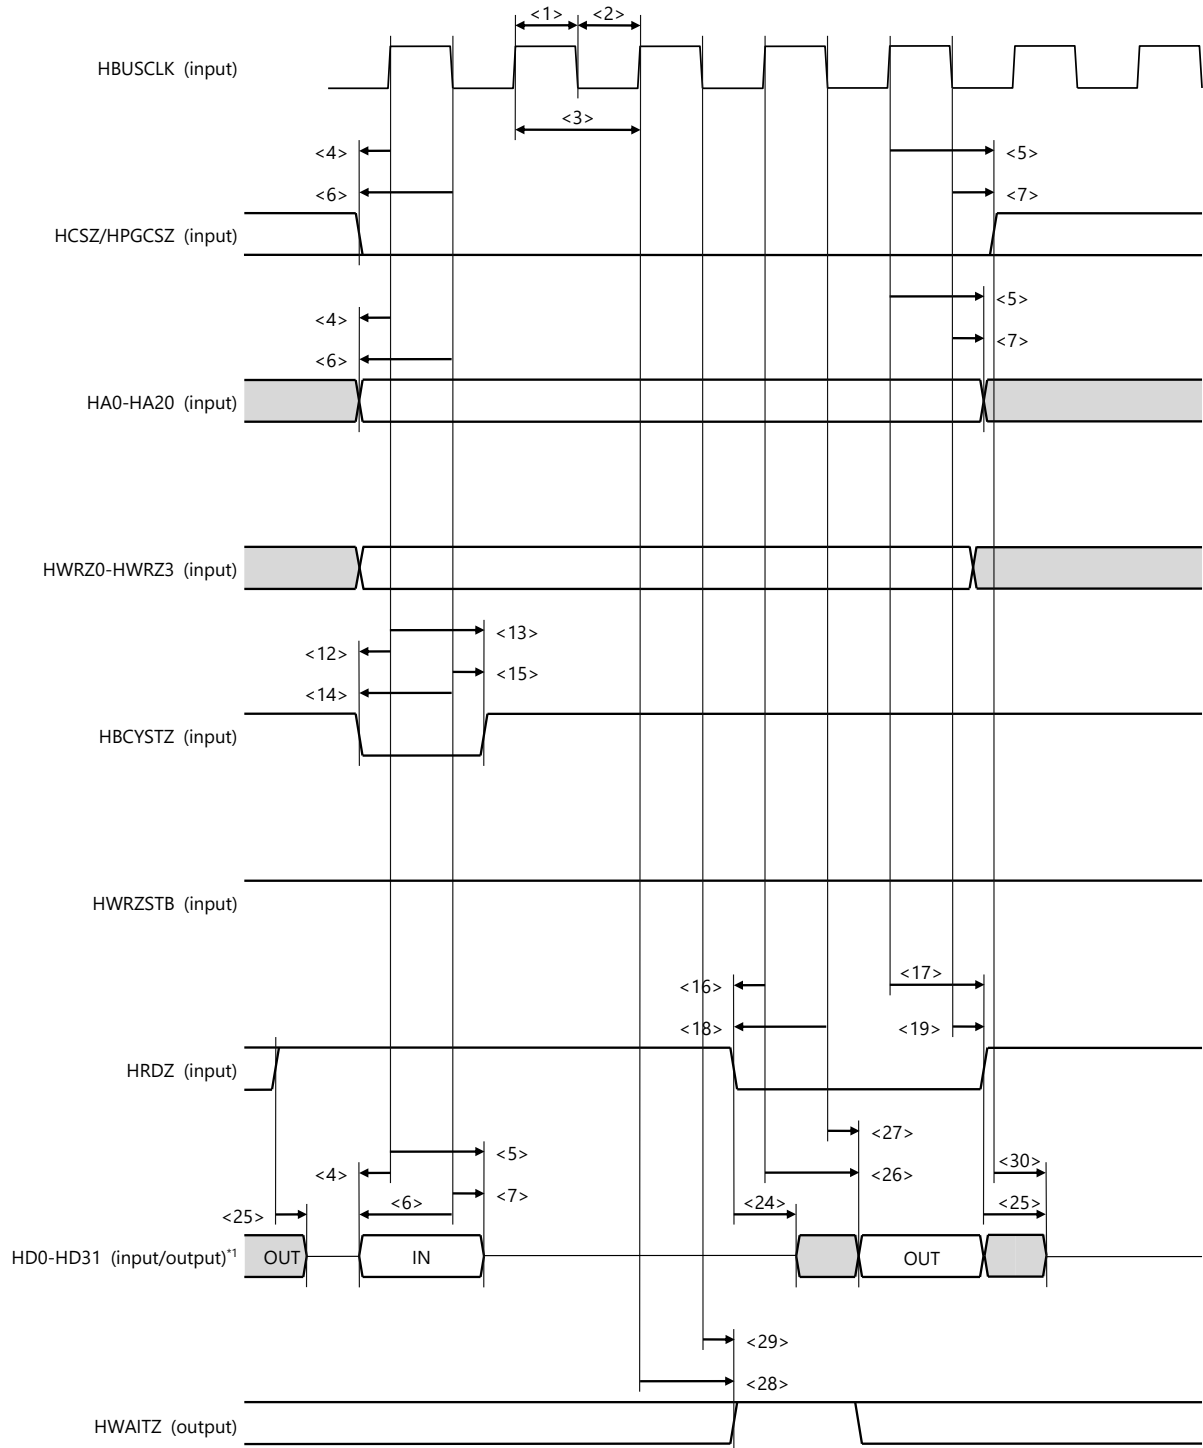 <1> <2>
HBUSCLK (input)
<3>
<4> <5>
<6> <7>
HCSZ/HPGCSZ (input)
<5>
<4>
<7>
<6>
HA0-HA20 (input)
HWRZ0-HWRZ3 (input)
<13>
<12>
<15>
<14>
HBCYSTZ (input)
HWRZSTB (input)
<16> <17>
<18> <19>
HRDZ (input)
<27>
<5> <30>
<4> <26>
<6> <7> <24> <25>
<25>
HD0-HD31 (input/output)*1 OUT IN OUT
<29>
<28>
HWAITZ (output)